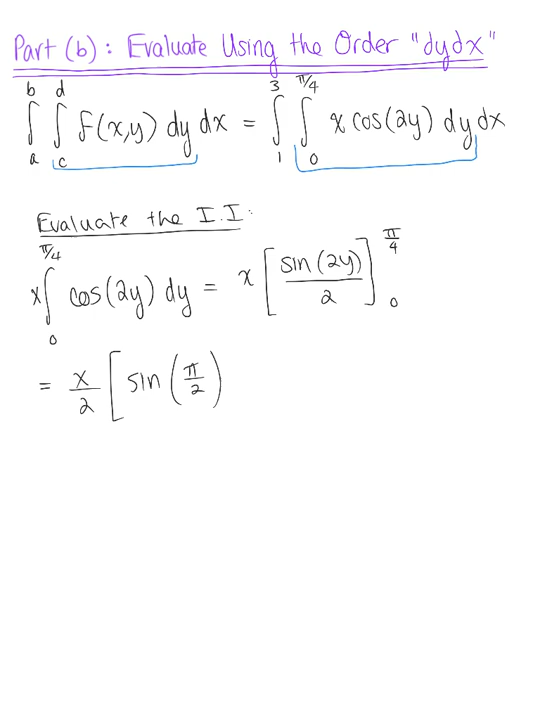 Part (b) : Evaluate Using the Order "dydx"
∫_a^b ∫_c^d f(x,y) dy dx = ∫_1^3 ∫_0^{π/4} x cos(2y) dy dx
Evaluate the I.I :
x ∫_0^{π/4} cos(2y) dy = x [ sin(2y) / 2 ]_0^{π/4}
= x/2 [ sin ( π/2 )